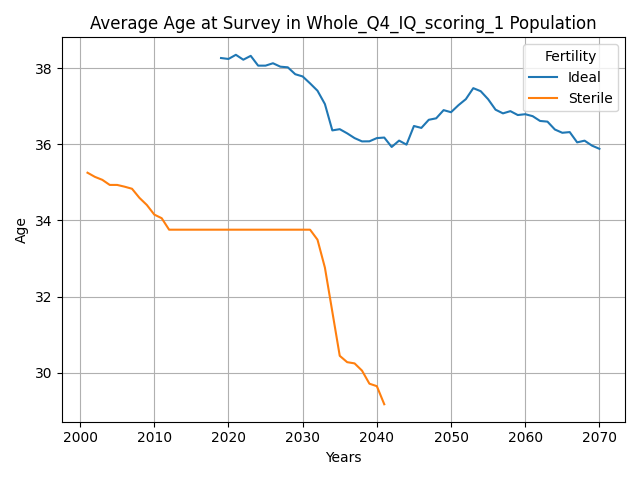 Average Age at Survey in Whole_Q4_IQ_scoring_1 Population
Fertility
Ideal
Sterile
Age
38
36
34
32
30
2000 2010 2020 2030 2040 2050 2060 2070
Years